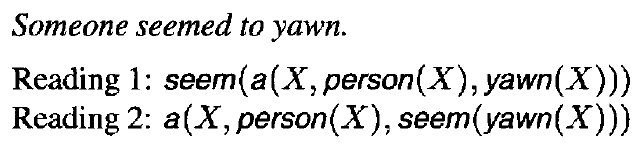 Someone seemed to yawn.
Reading 1: seem(a(X,person(X),yawn(X)))
Reading 2: a(X,person(X),seem(yawn(X)))